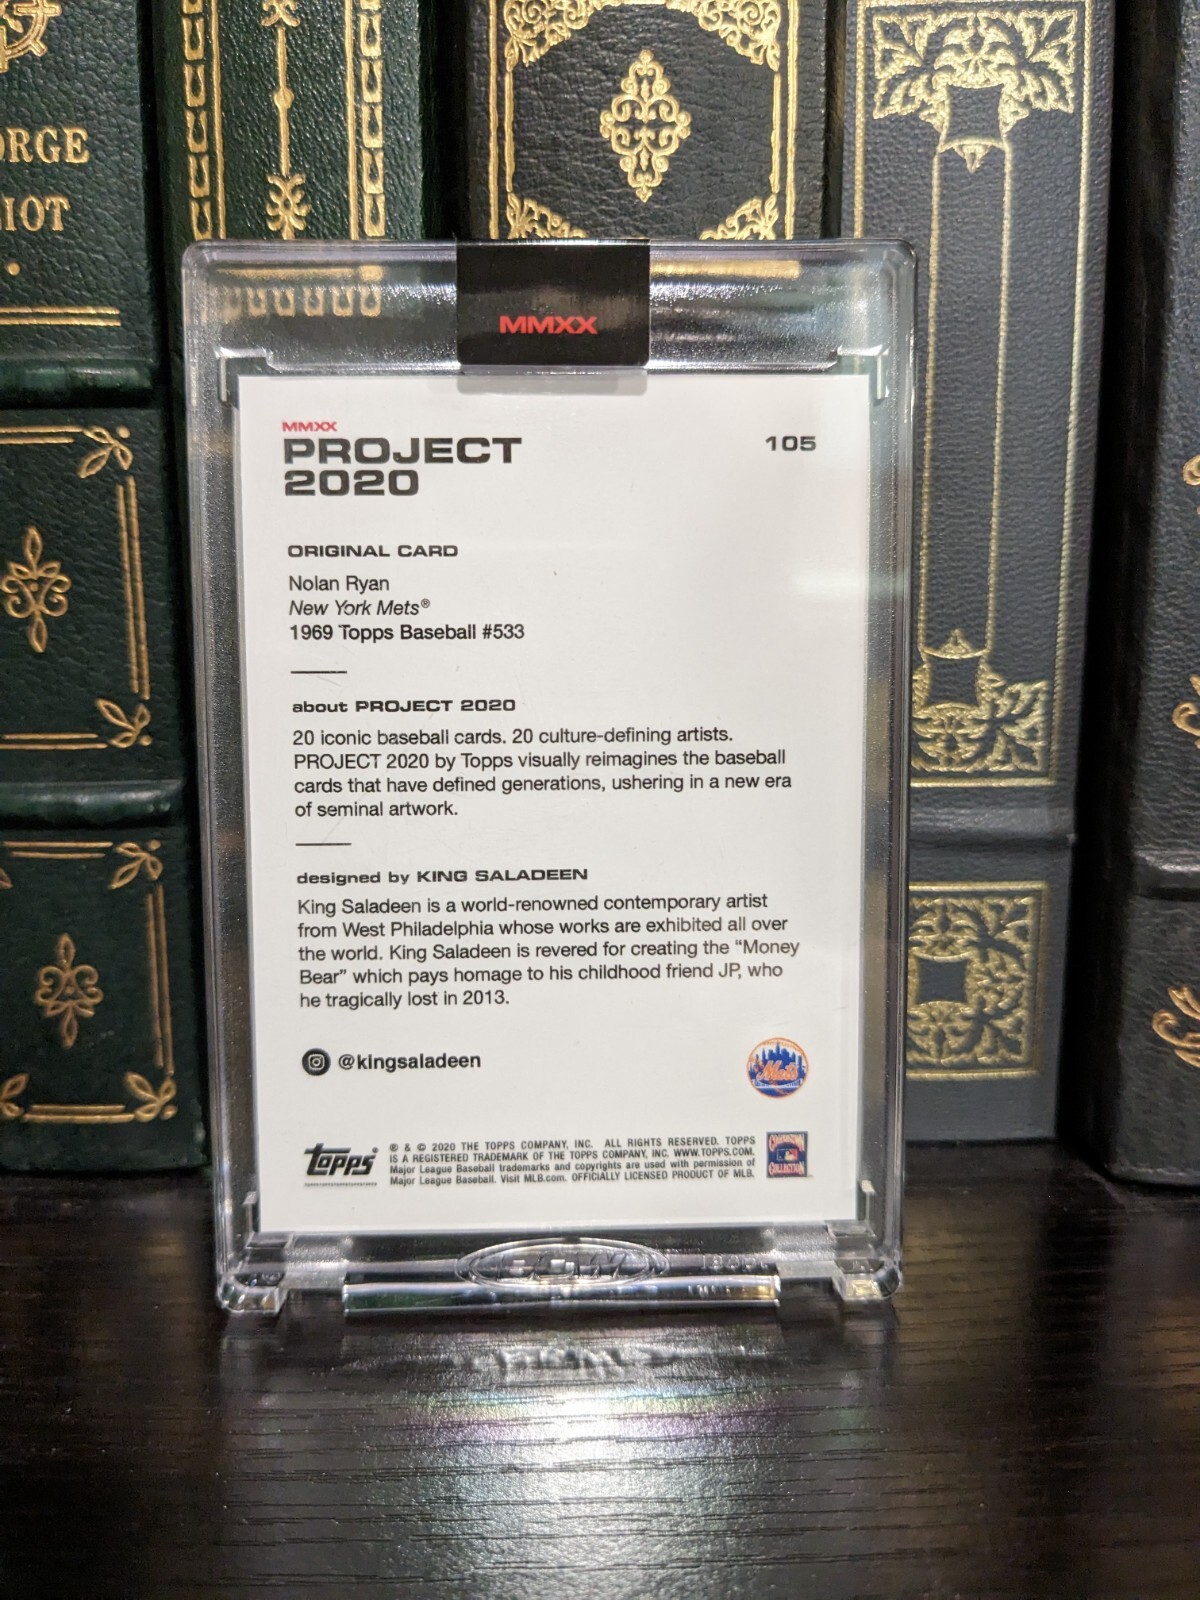 ORGE
IOT
MMXX
MMXX
PROJECT
2020
105
ORIGINAL CARD
Nolan Ryan
New York Mets®
1969 Topps Baseball #533
about PROJECT 2020
20 iconic baseball cards. 20 culture-defining artists.
PROJECT 2020 by Topps visually reimagines the baseball
cards that have defined generations, ushering in a new era
of seminal artwork.
designed by KING SALADEEN
King Saladeen is a world-renowned contemporary artist
from West Philadelphia whose works are exhibited all over
the world. King Saladeen is revered for creating the “Money
Bear” which pays homage to his childhood friend JP, who
he tragically lost in 2013.
@kingsaladeen
Mets
Topps
® & © 2020 THE TOPPS COMPANY, INC. ALL RIGHTS RESERVED. TOPPS
IS A REGISTERED TRADEMARK OF THE TOPPS COMPANY, INC. WWW.TOPPS.COM.
Major League Baseball trademarks and copyrights are used with permission of
Major League Baseball. Visit MLB.com. OFFICIALLY LICENSED PRODUCT OF MLB.
COOPERSTOWN
COLLECTION